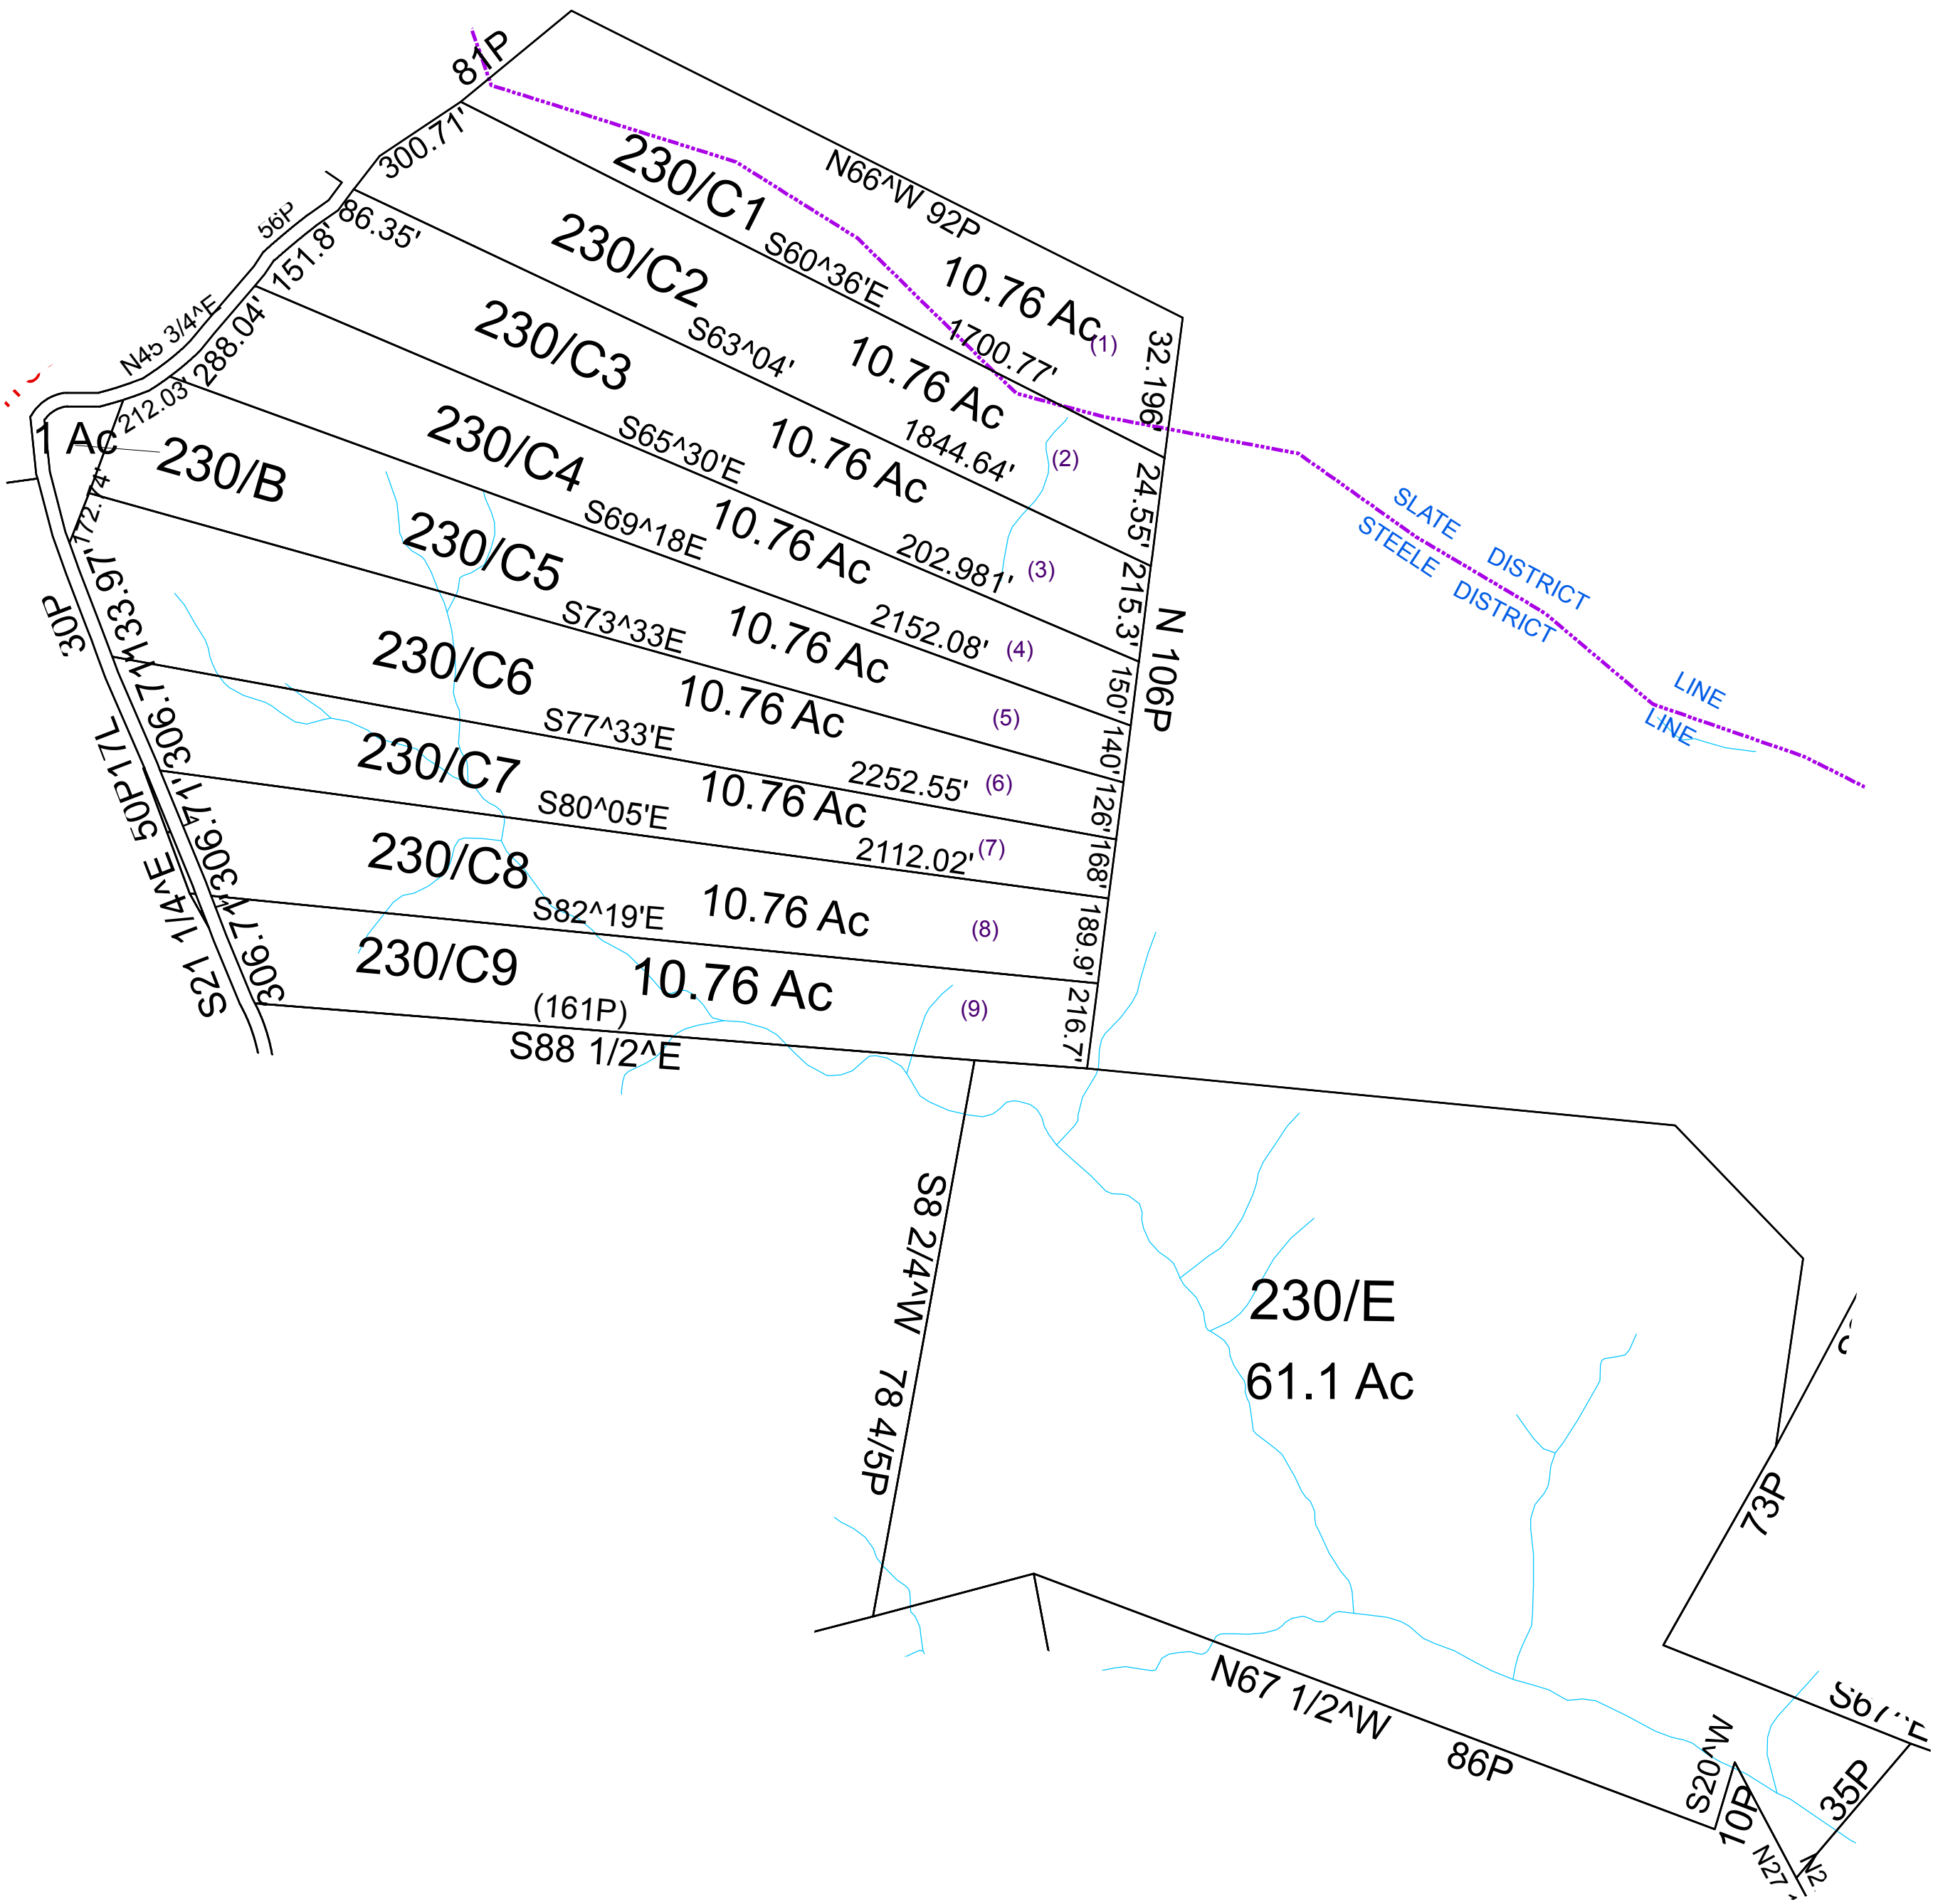 81P
300.71'
230/C1
N66^W 92P
10.76 Ac
(1)
S60^36'E
1700.77'
32.196'
56'P
86.35'
151.8'
230/C2
S63^04'
10.76 Ac
1844.64'
(2)
24.55'
N45 3/4^E
288.04'
230/C3
S65^30'E
10.76 Ac
202.981'
(3)
215.3'
212.03'
230/C4
S69^18E
10.76 Ac
2152.08'
(4)
150'
N 106P
1 Ac
230/B
172.74'
230/C5
S73^33E
10.76 Ac
(5)
140'
SLATE DISTRICT LINE
STEELE DISTRICT LINE
30P
230/C6
S77^33'E
10.76 Ac
2252.55'
(6)
126'
306.71'
230/C7
S80^05'E
10.76 Ac
2112.02'
(7)
168'
306.71'
230/C8
S82^19'E
10.76 Ac
(8)
189.9'
S21 1/4^E 50P17L
306.71'
230/C9
10.76 Ac
(161P)
(9)
216.7'
S88 1/2^E
S8 2/4^W 78 4/5P
230/E
61.1 Ac
73P
N67 1/2^W 86P
S67^E
S20^W
10P
35P
N27